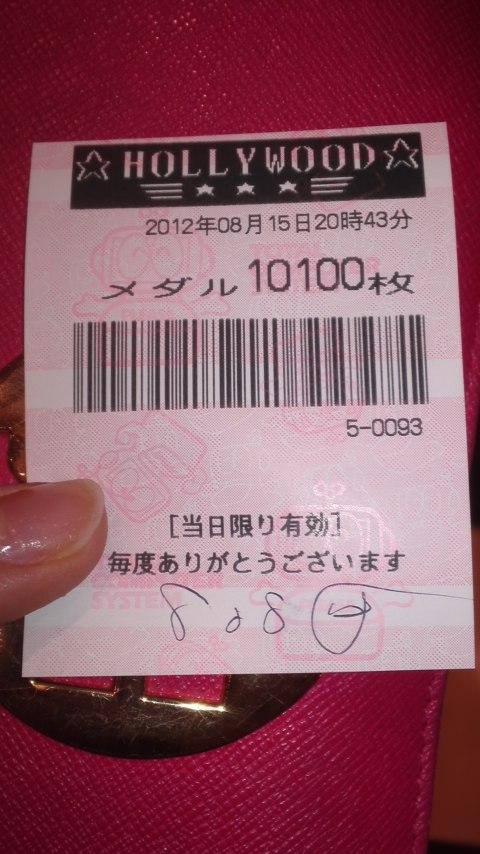 ☆HOLLYWOOD☆
2012年08月15日20時43分
メダル10100枚
5-0093
[当日限り有効]
毎度ありがとうございます
SYSTEM